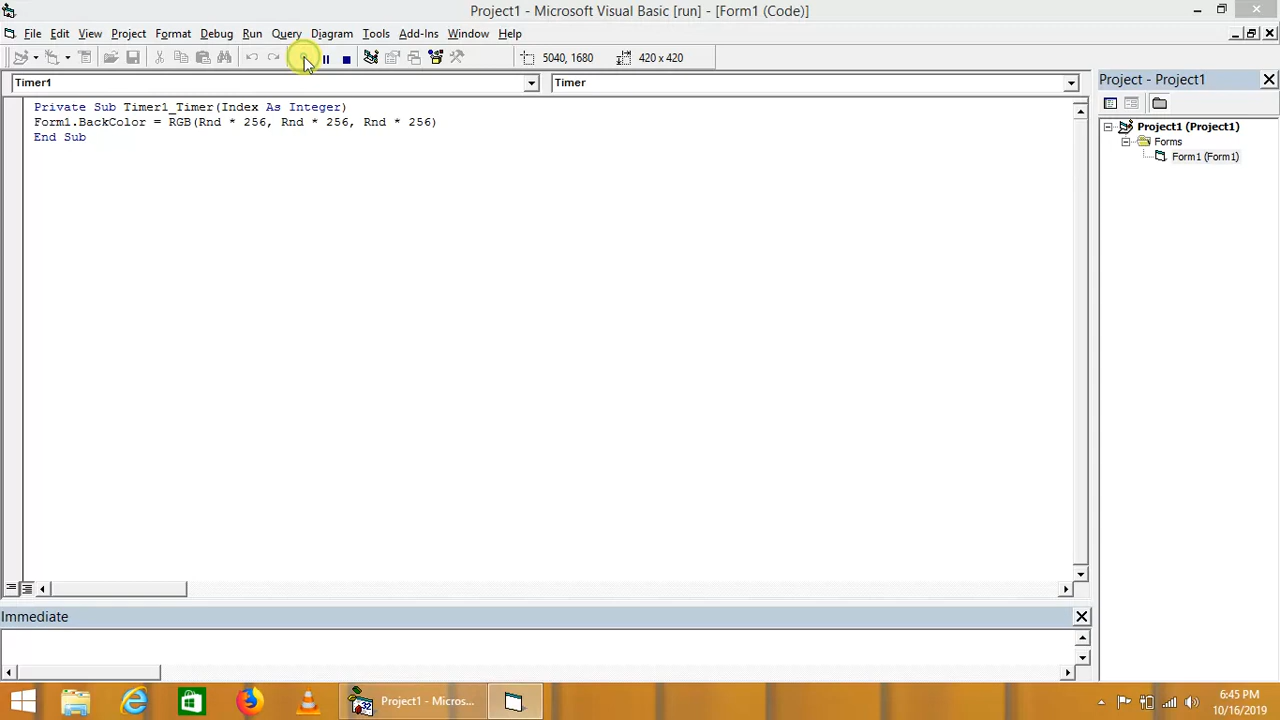 Project1 - Microsoft Visual Basic [run] - [Form1 (Code)]
File Edit View Project Format Debug Run Query Diagram Tools Add-Ins Window Help
5040, 1680 420 x 420
Timer1 Timer
Project - Project1
Private Sub Timer1_Timer(Index As Integer)
Form1.BackColor = RGB(Rnd * 256, Rnd * 256, Rnd * 256)
End Sub
Project1 (Project1)
Forms
Form1 (Form1)
Immediate
Project1 - Micros...
6:45 PM
10/16/2019